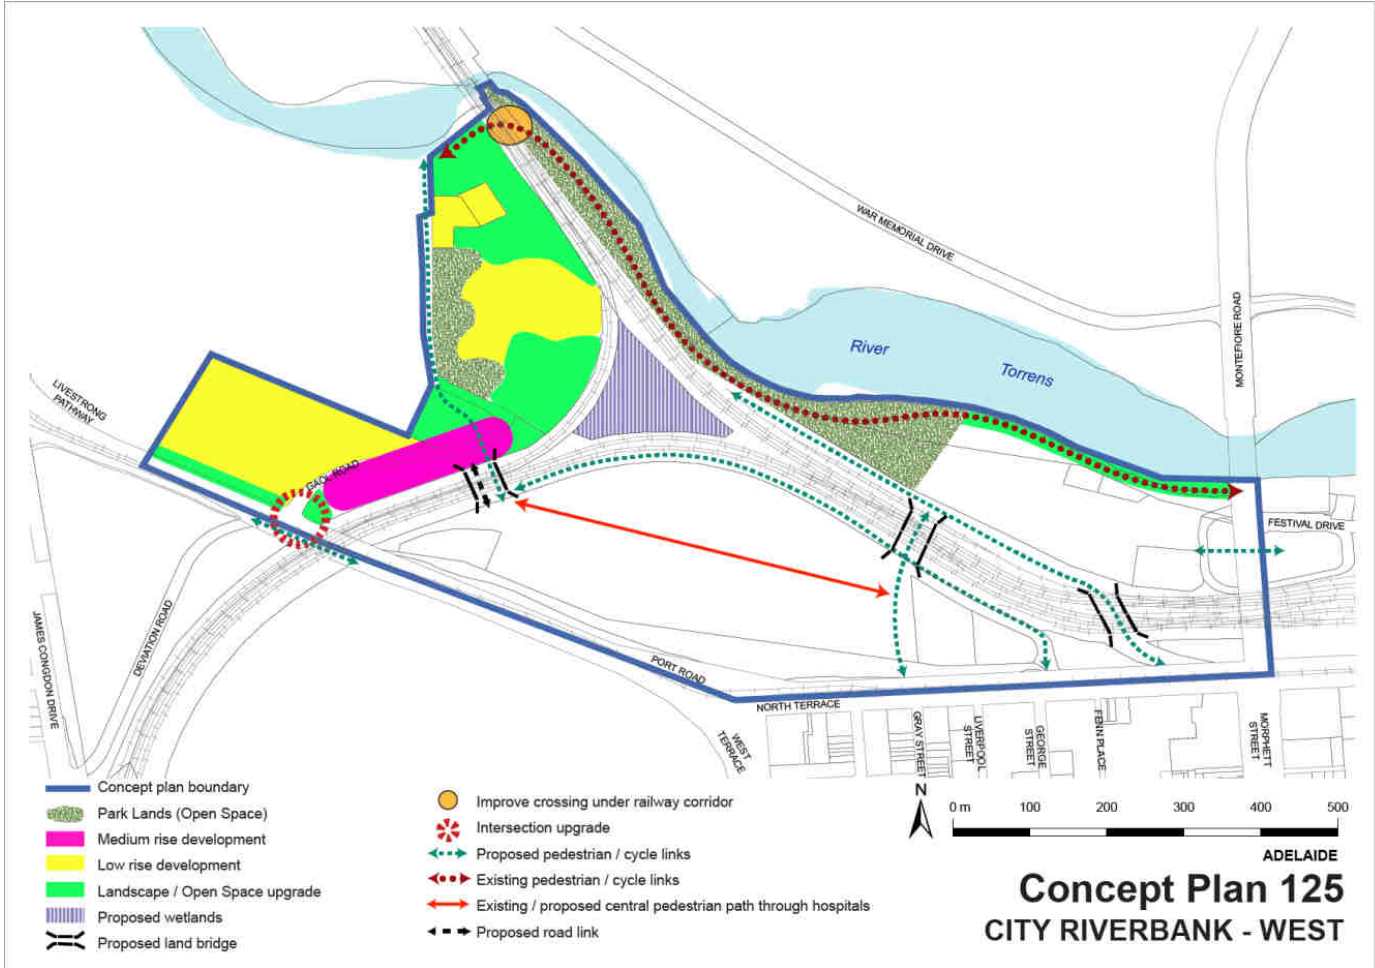 WAR MEMORIAL DRIVE
MONTEFIORE ROAD
River
Torrens
LIVESTRONG
PATHWAY
GAOL ROAD
FESTIVAL DRIVE
JAMES CONGDON DRIVE
DEVIATION ROAD
PORT ROAD
NORTH TERRACE
WEST
TERRACE
GRAY STREET
LIVERPOOL
STREET
GEORGE
STREET
FENN PLACE
MORPHETT
STREET
Concept plan boundary
Park Lands (Open Space)
Medium rise development
Low rise development
Landscape / Open Space upgrade
Proposed wetlands
Proposed land bridge
Improve crossing under railway corridor
Intersection upgrade
Proposed pedestrian / cycle links
Existing pedestrian / cycle links
Existing / proposed central pedestrian path through hospitals
Proposed road link
N
0 m 100 200 300 400 500
ADELAIDE
Concept Plan 125
CITY RIVERBANK - WEST